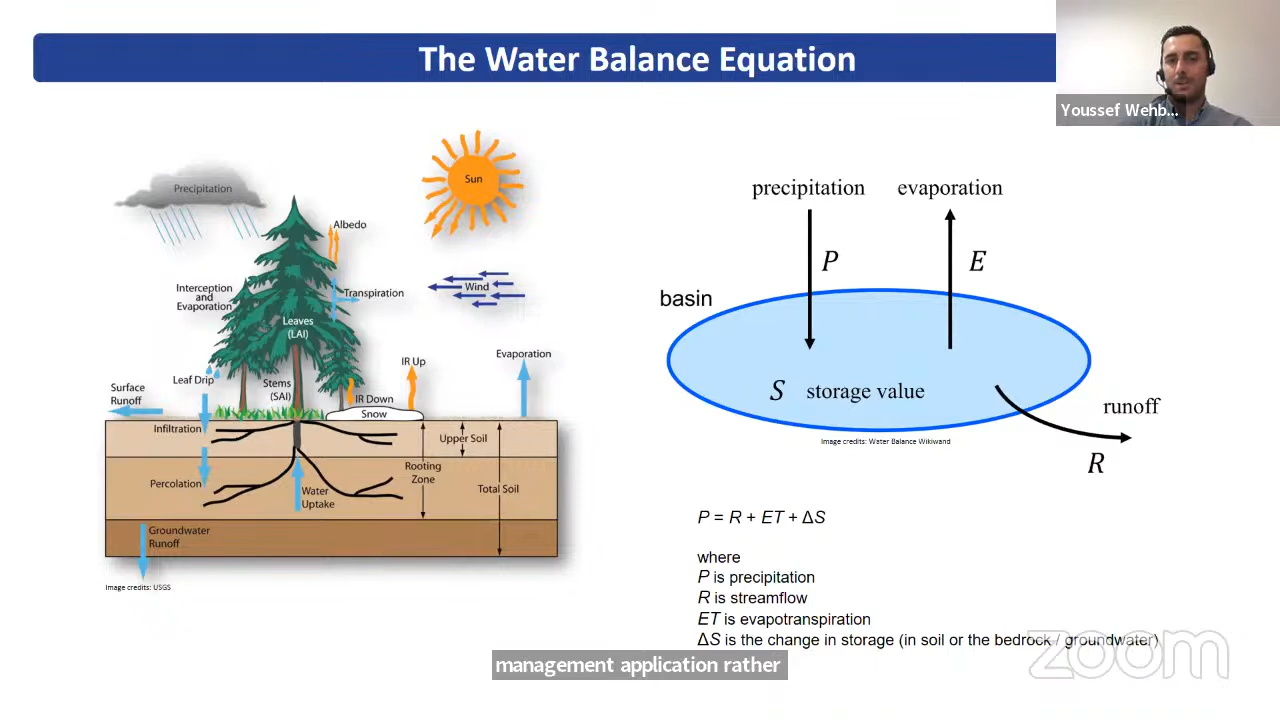 The Water Balance Equation
Youssef Wehb...
Precipitation
Sun
Albedo
Interception
and
Evaporation
Transpiration
Wind
Leaves
(LAI)
Evaporation
IR Up
Leaf Drip
Stems
(SAI)
Surface
Runoff
IR Down
Snow
Infiltration
Upper Soil
Rooting
Zone
Percolation
Water
Uptake
Total Soil
Groundwater
Runoff
Image credits: USGS
precipitation
evaporation
P
E
basin
S storage value
runoff
R
Image credits: Water Balance Wikiwand
P = R + ET + ΔS
where
P is precipitation
R is streamflow
ET is evapotranspiration
ΔS is the change in storage (in soil or the bedrock / groundwater)
zoom
management application rather